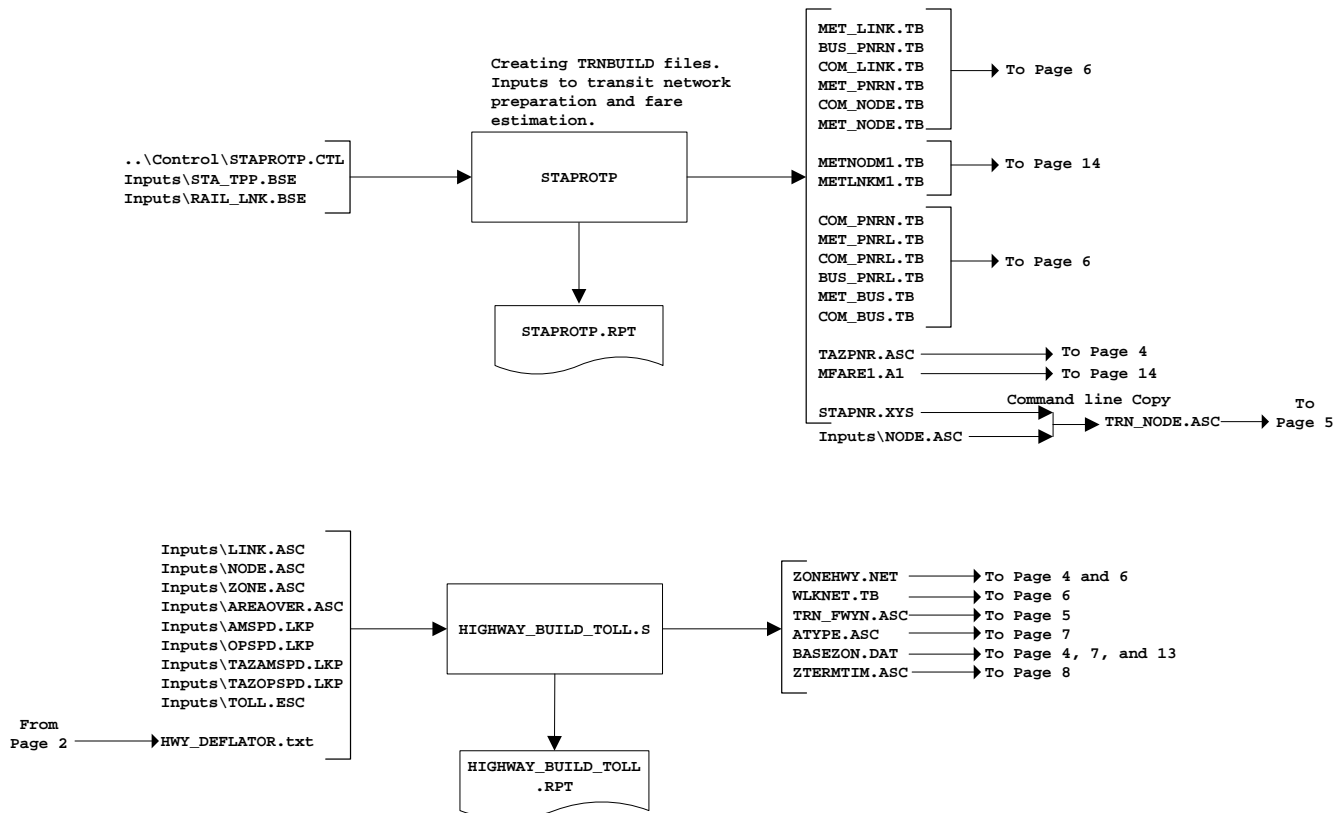 Creating TRNBUILD files.
Inputs to transit network
preparation and fare
estimation.
..\Control\STAPROTP.CTL
Inputs\STA_TPP.BSE
Inputs\RAIL_LNK.BSE
STAPROTP
STAPROTP.RPT
MET_LINK.TB
BUS_PNRN.TB
COM_LINK.TB
MET_PNRN.TB
COM_NODE.TB
MET_NODE.TB
To Page 6
METNODM1.TB
METLNKM1.TB
To Page 14
COM_PNRN.TB
MET_PNRL.TB
COM_PNRL.TB
BUS_PNRL.TB
MET_BUS.TB
COM_BUS.TB
To Page 6
TAZPNR.ASC To Page 4
MFARE1.A1 To Page 14
Command line Copy
STAPNR.XYS
Inputs\NODE.ASC
TRN_NODE.ASC
To
Page 5
Inputs\LINK.ASC
Inputs\NODE.ASC
Inputs\ZONE.ASC
Inputs\AREAOVER.ASC
Inputs\AMSPD.LKP
Inputs\OPSPD.LKP
Inputs\TAZAMSPD.LKP
Inputs\TAZOPSPD.LKP
Inputs\TOLL.ESC
From
Page 2
HWY_DEFLATOR.txt
HIGHWAY_BUILD_TOLL.S
HIGHWAY_BUILD_TOLL
.RPT
ZONEHWY.NET To Page 4 and 6
WLKNET.TB To Page 6
TRN_FWYN.ASC To Page 5
ATYPE.ASC To Page 7
BASEZON.DAT To Page 4, 7, and 13
ZTERMTIM.ASC To Page 8